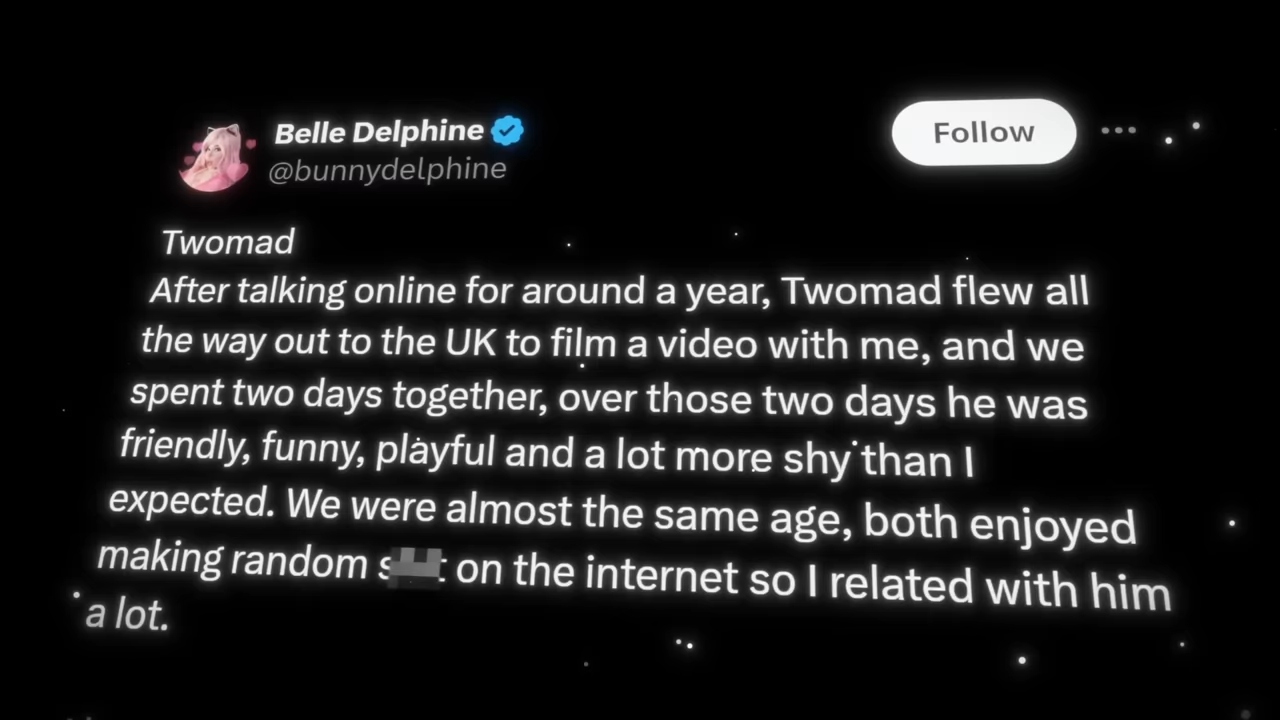 Belle Delphine
@bunnydelphine
Follow
Twomad
After talking online for around a year, Twomad flew all
the way out to the UK to film a video with me, and we
spent two days together, over those two days he was
friendly, funny, playful and a lot more shy than I
expected. We were almost the same age, both enjoyed
making random s t on the internet so I related with him
a lot.